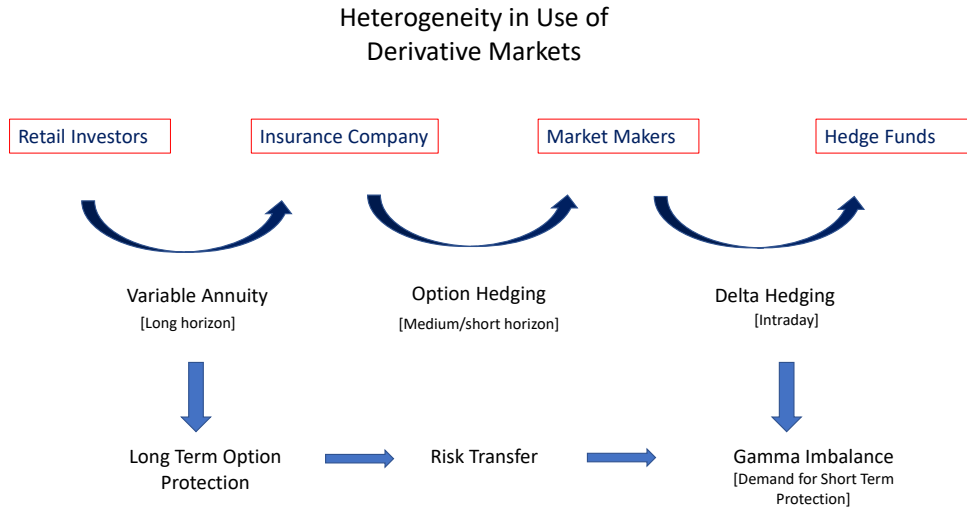 Heterogeneity in Use of
Derivative Markets
Retail Investors
Insurance Company
Market Makers
Hedge Funds
Variable Annuity
[Long horizon]
Option Hedging
[Medium/short horizon]
Delta Hedging
[Intraday]
Long Term Option
Protection
Risk Transfer
Gamma Imbalance
[Demand for Short Term
Protection]